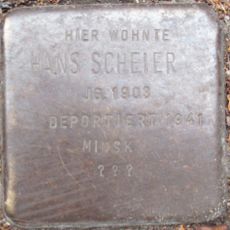 HIER WOHNTE
HANS SCHEIER
JG. 1903
DEPORTIERT 1941
MINSK
???